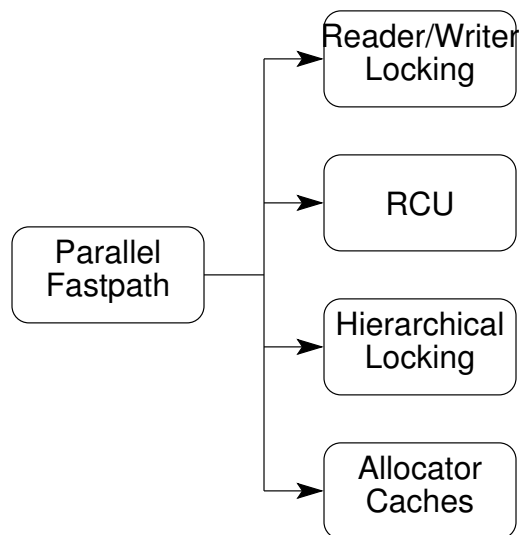 Reader/Writer
Locking
RCU
Parallel
Fastpath
Hierarchical
Locking
Allocator
Caches